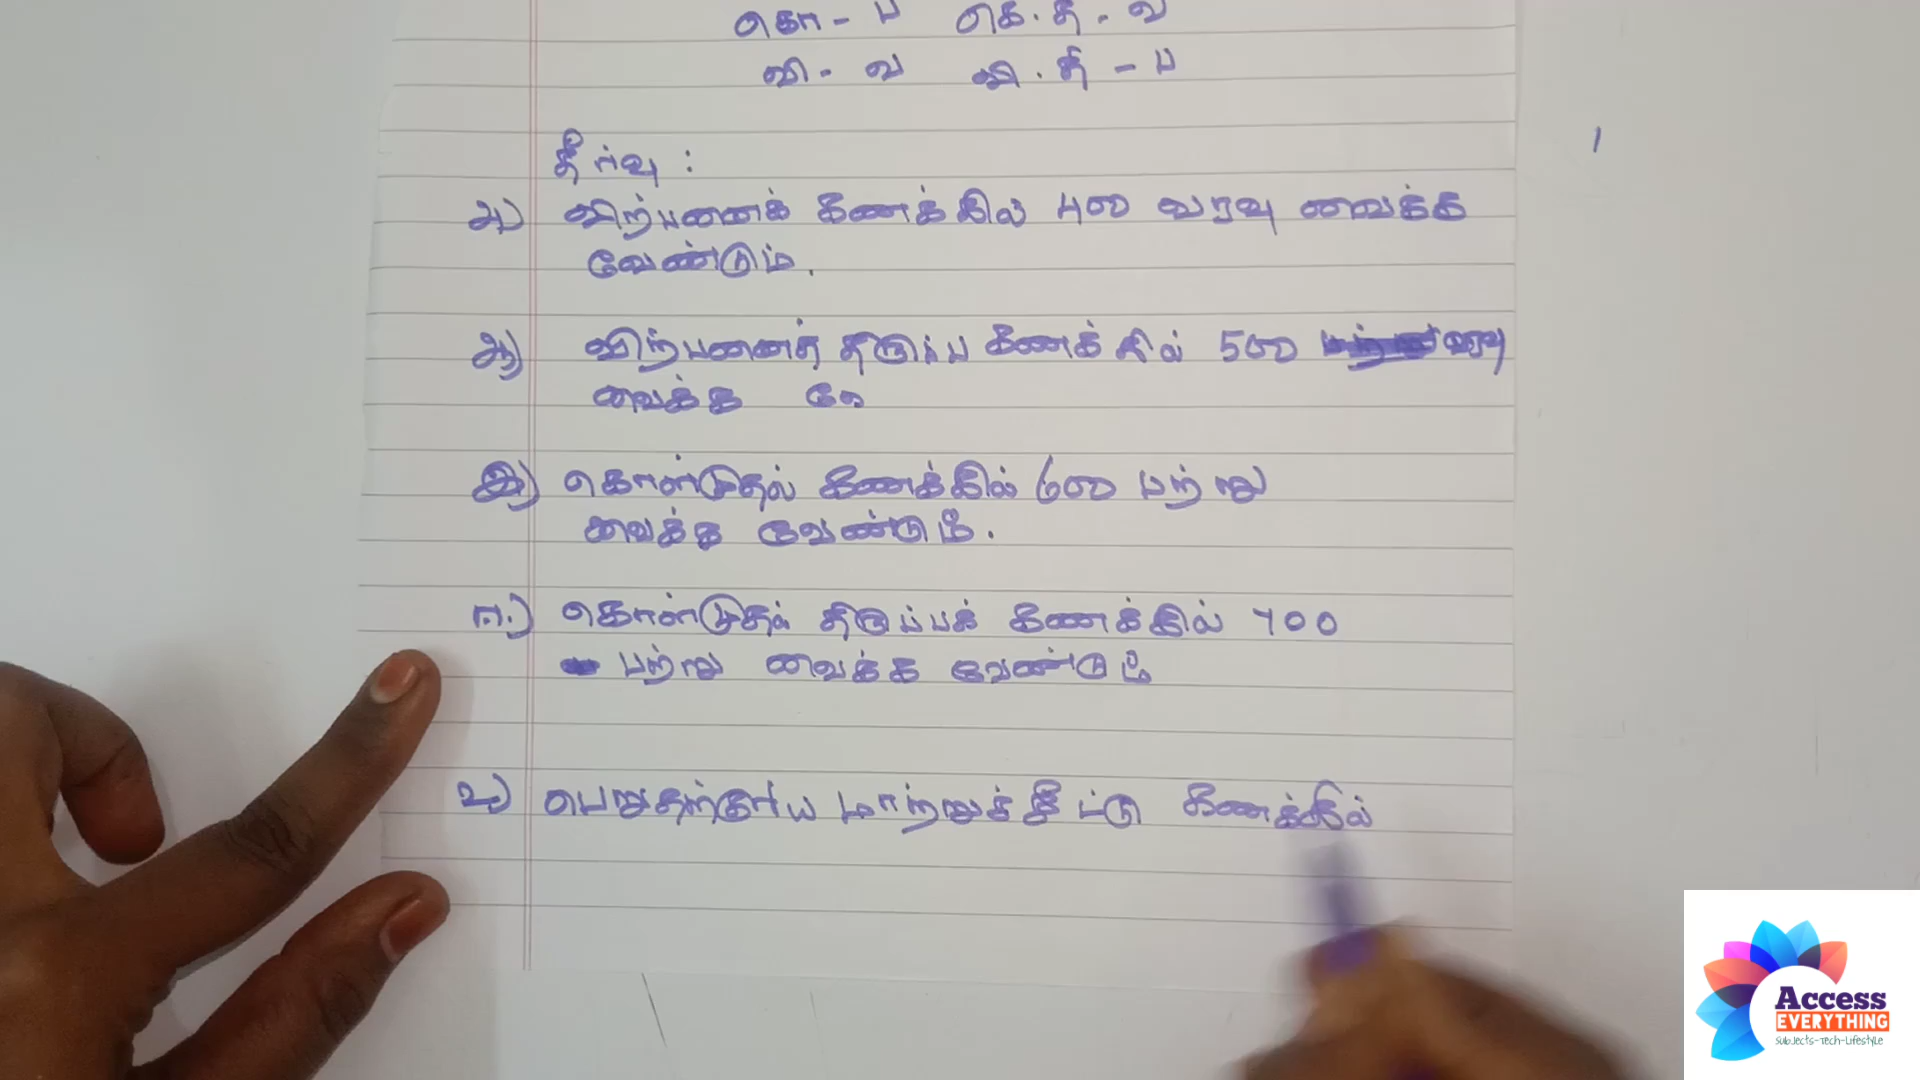 கொ - ப கொ. தி - வ
வி - வ வி. தி - ப
தீர்வு :
அ) விற்பனைக் கணக்கில் 400 வரவு வைக்க
வேண்டும்.
ஆ) விற்பனைத் திருப்ப கணக்கில் 500 வரவு
வைக்க வே
இ) கொள்முதல் கணக்கில் 600 பற்று
வைக்க வேண்டும்.
ஈ) கொள்முதல் திருப்பக் கணக்கில் 700
பற்று வைக்க வேண்டும்
உ) பெறுதற்குரிய மாற்றுச்சீட்டு கணக்கில்
Access
EVERYTHING
Subjects-Tech-Lifestyle